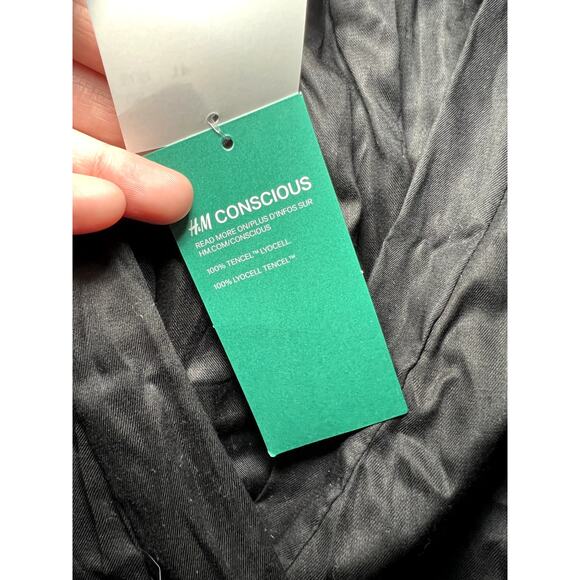 H&M CONSCIOUS
READ MORE ON/PLUS D'INFOS SUR
HM.COM/CONSCIOUS
100% TENCEL™ LYOCELL.
100% LYOCELL TENCEL™